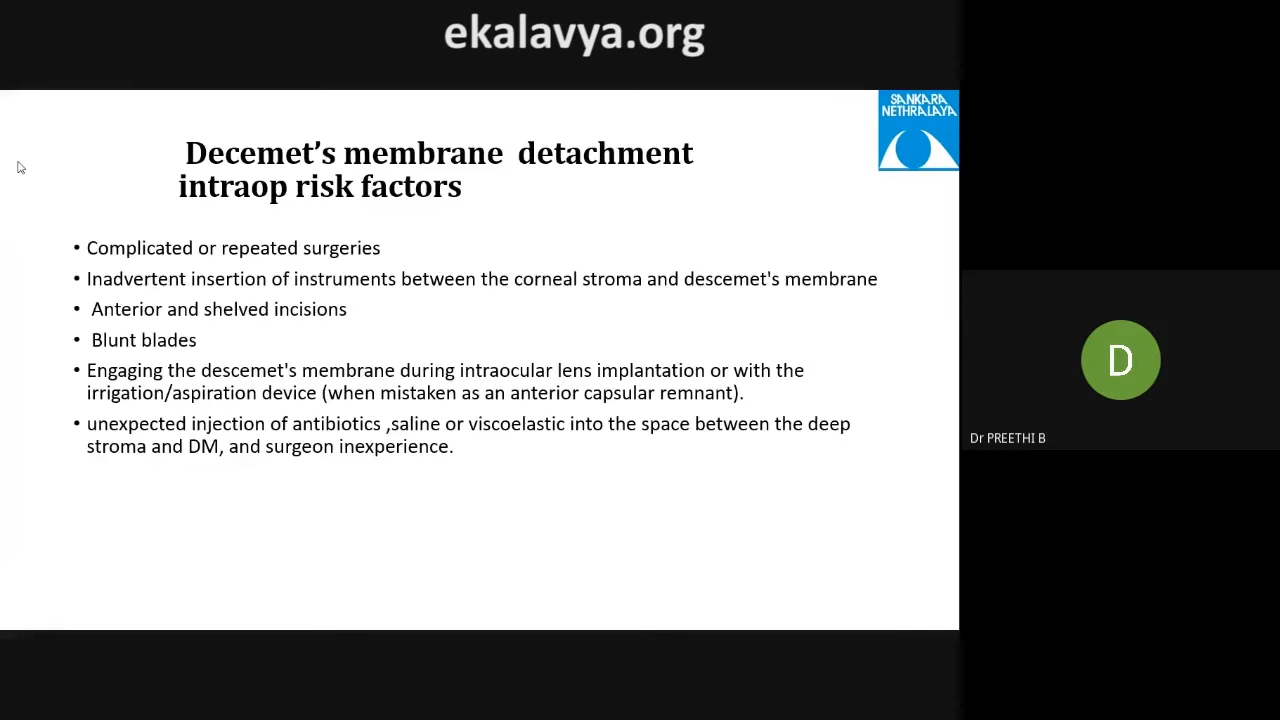 ekalavya.org
SANKARA
NETHRALAYA
Decemet’s membrane detachment
intraop risk factors
• Complicated or repeated surgeries
• Inadvertent insertion of instruments between the corneal stroma and descemet's membrane
• Anterior and shelved incisions
• Blunt blades
• Engaging the descemet's membrane during intraocular lens implantation or with the
irrigation/aspiration device (when mistaken as an anterior capsular remnant).
• unexpected injection of antibiotics ,saline or viscoelastic into the space between the deep
stroma and DM, and surgeon inexperience.
D
Dr PREETHI B